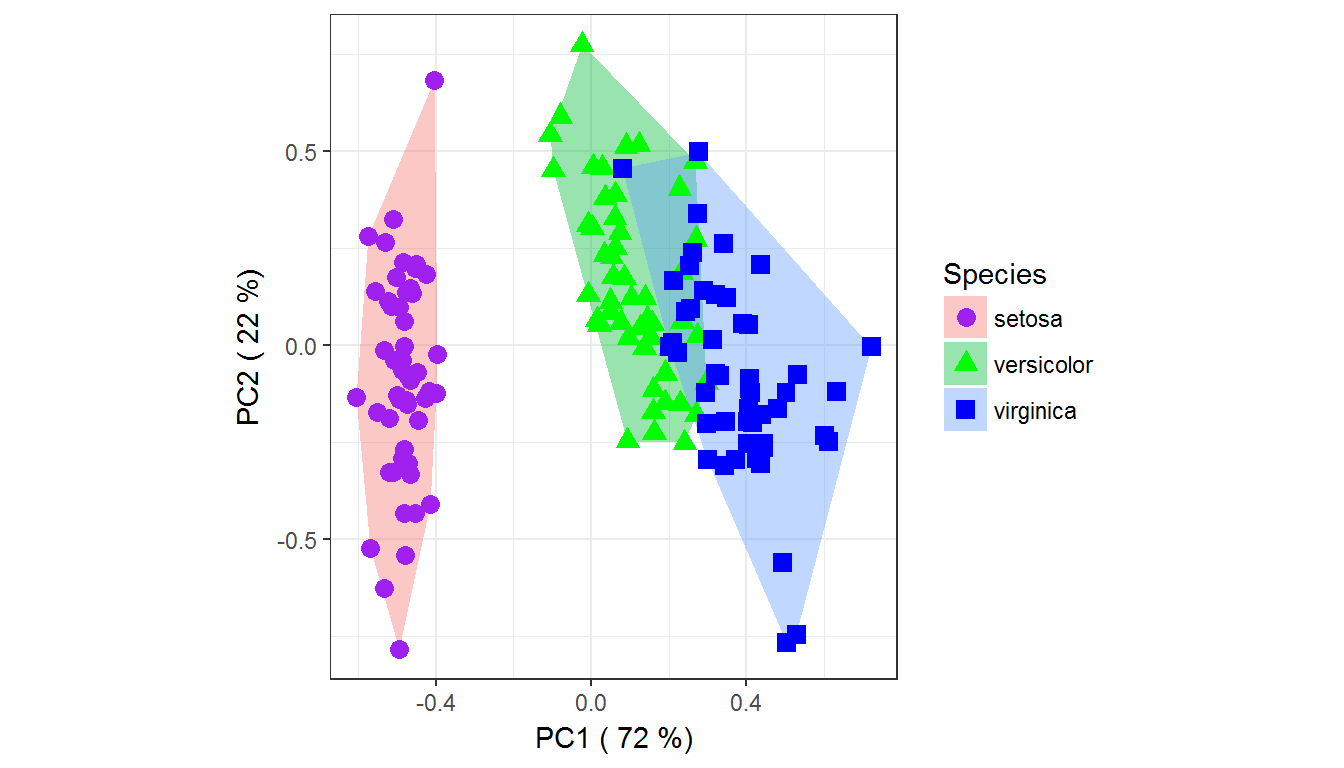 0.5
0.0
-0.5
PC2 ( 22 %)
-0.4
0.0
0.4
PC1 ( 72 %)
Species
setosa
versicolor
virginica